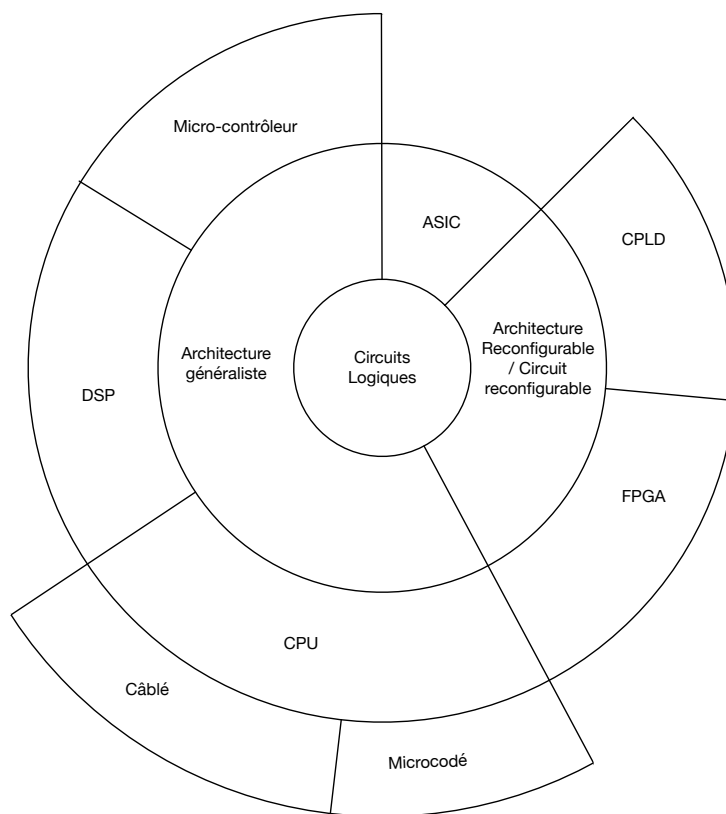 Micro-contrôleur
ASIC
CPLD
Architecture
généraliste
Circuits
Logiques
Architecture
Reconfigurable
/ Circuit
reconfigurable
DSP
FPGA
CPU
Câblé
Microcodé